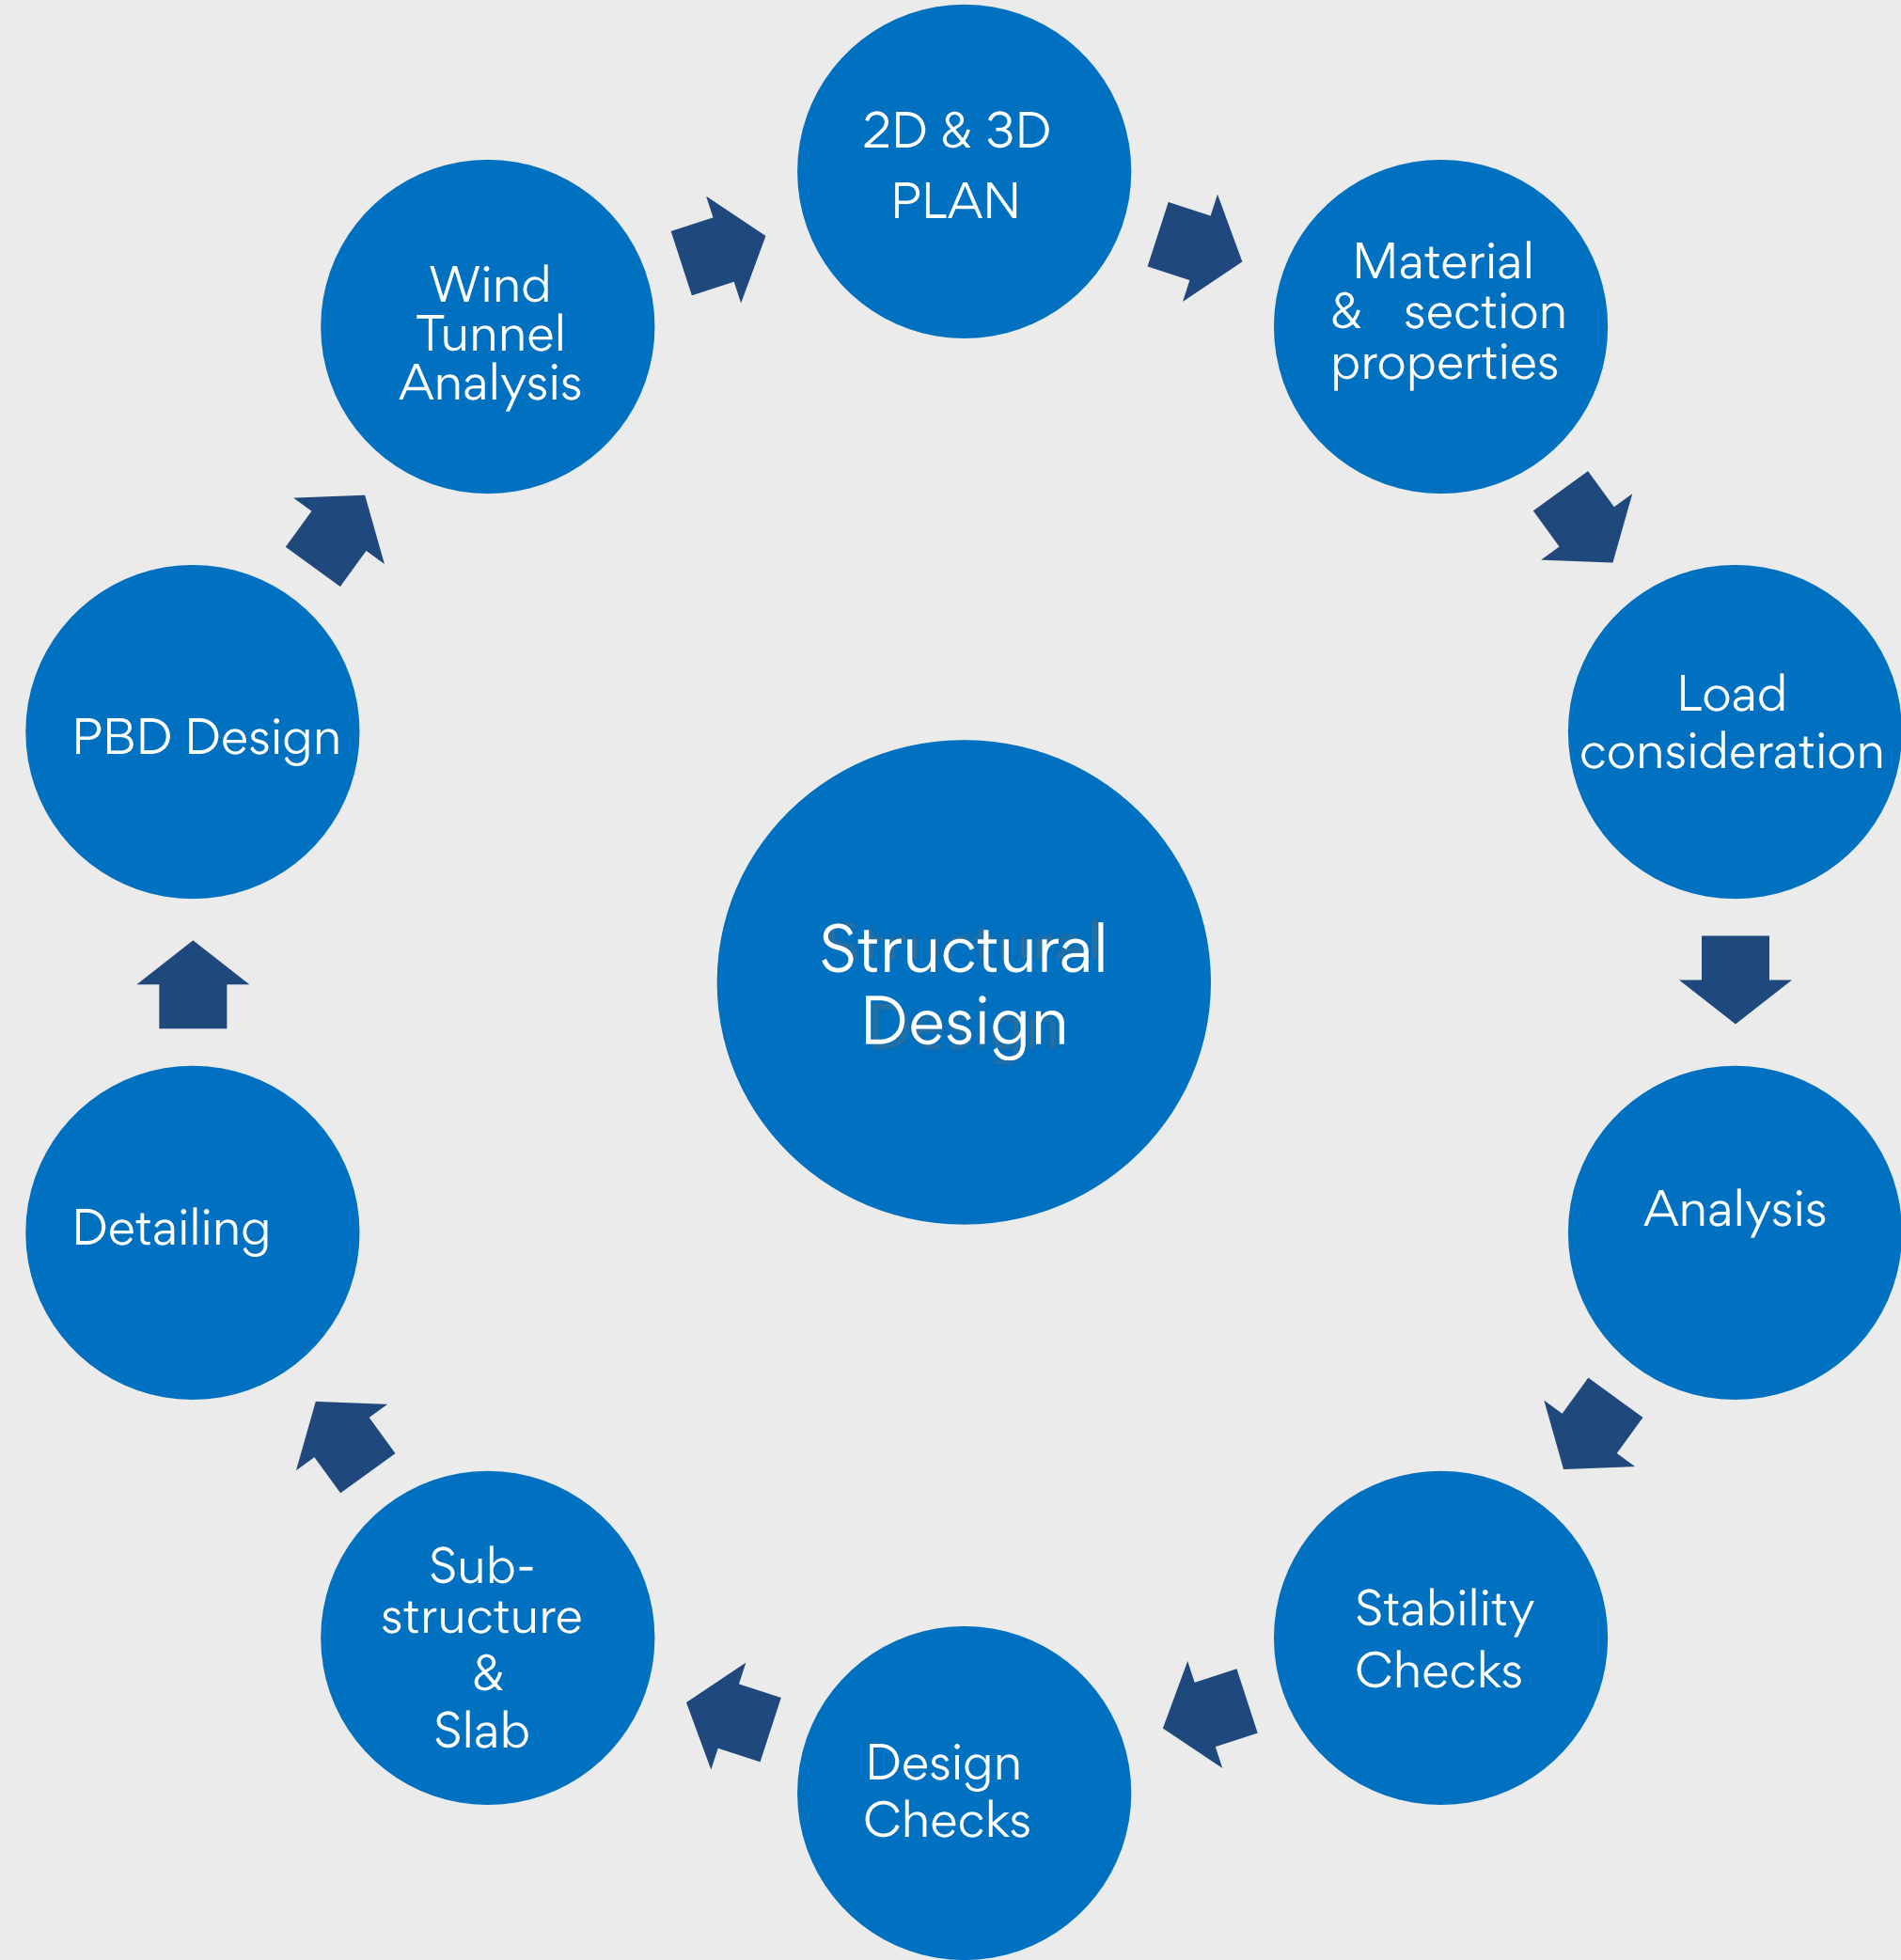 2D & 3D
PLAN
Material
& section
properties
Load
consideration
Analysis
Stability
Checks
Design
Checks
Sub-
structure
&
Slab
Detailing
PBD Design
Wind
Tunnel
Analysis
Structural
Design